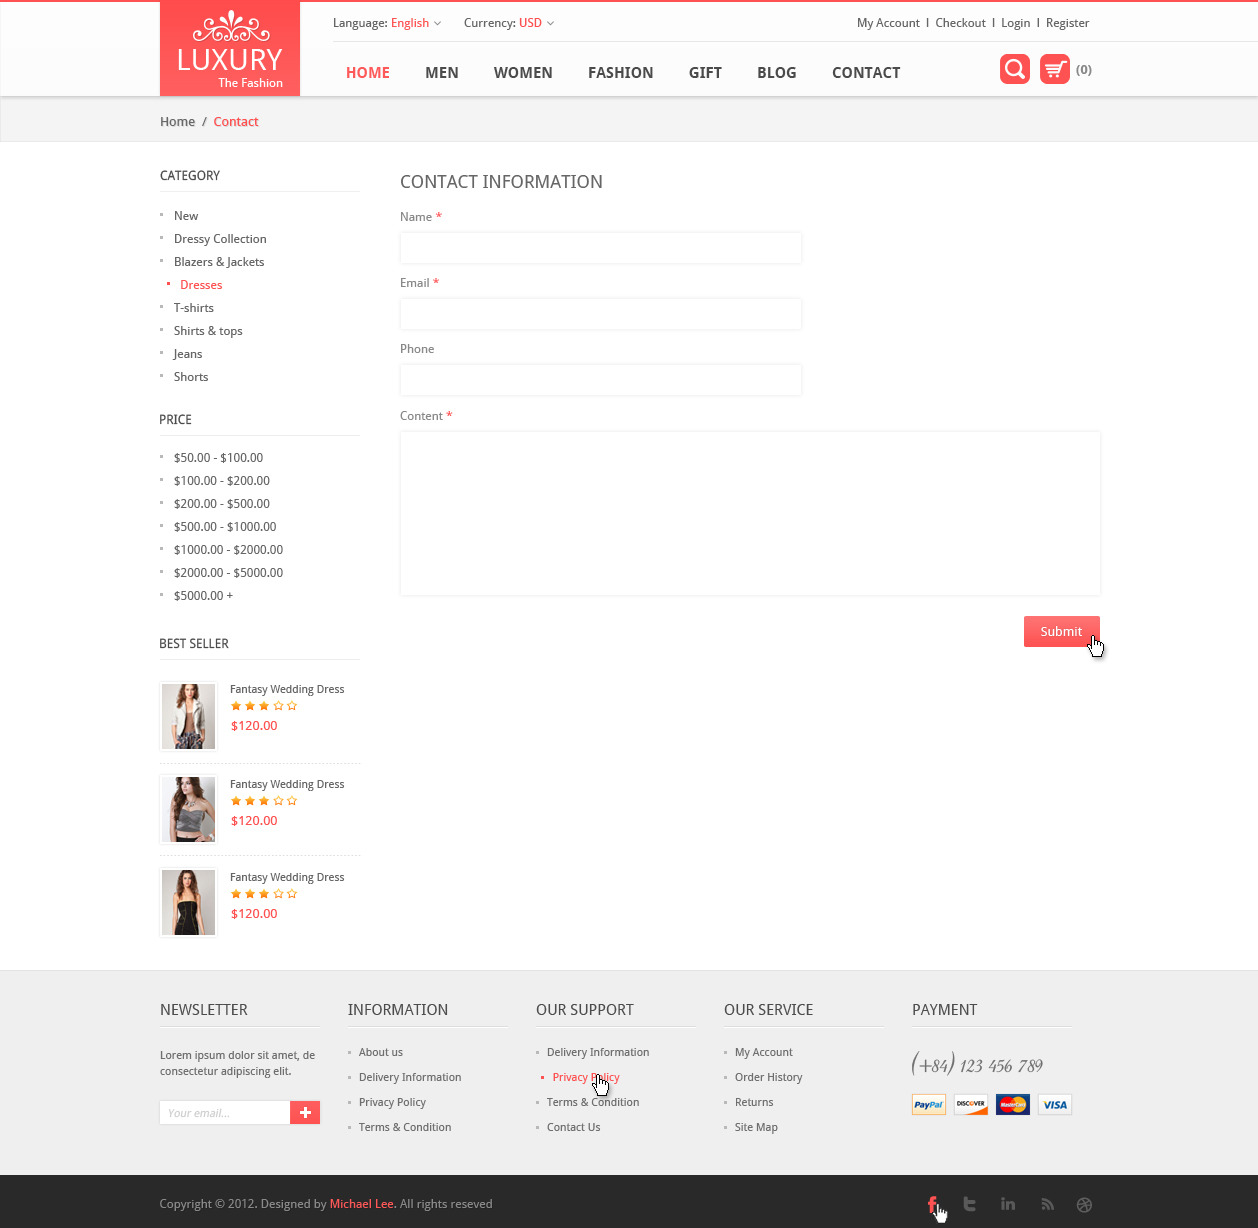 LUXURY
The Fashion
Language: English
Currency: USD
My Account | Checkout | Login | Register
HOME MEN WOMEN FASHION GIFT BLOG CONTACT
(0)
Home / Contact
CATEGORY
New
Dressy Collection
Blazers & Jackets
Dresses
T-shirts
Shirts & tops
Jeans
Shorts
PRICE
$50.00 - $100.00
$100.00 - $200.00
$200.00 - $500.00
$500.00 - $1000.00
$1000.00 - $2000.00
$2000.00 - $5000.00
$5000.00 +
BEST SELLER
Fantasy Wedding Dress
$120.00
Fantasy Wedding Dress
$120.00
Fantasy Wedding Dress
$120.00
CONTACT INFORMATION
Name *
Email *
Phone
Content *
Submit
NEWSLETTER
Lorem ipsum dolor sit amet, de
consectetur adipiscing elit.
Your email...
INFORMATION
About us
Delivery Information
Privacy Policy
Terms & Condition
OUR SUPPORT
Delivery Information
Privacy Policy
Terms & Condition
Contact Us
OUR SERVICE
My Account
Order History
Returns
Site Map
PAYMENT
(+84) 123 456 789
PayPal DISCOVER MasterCard VISA
Copyright © 2012. Designed by Michael Lee. All rights reseved